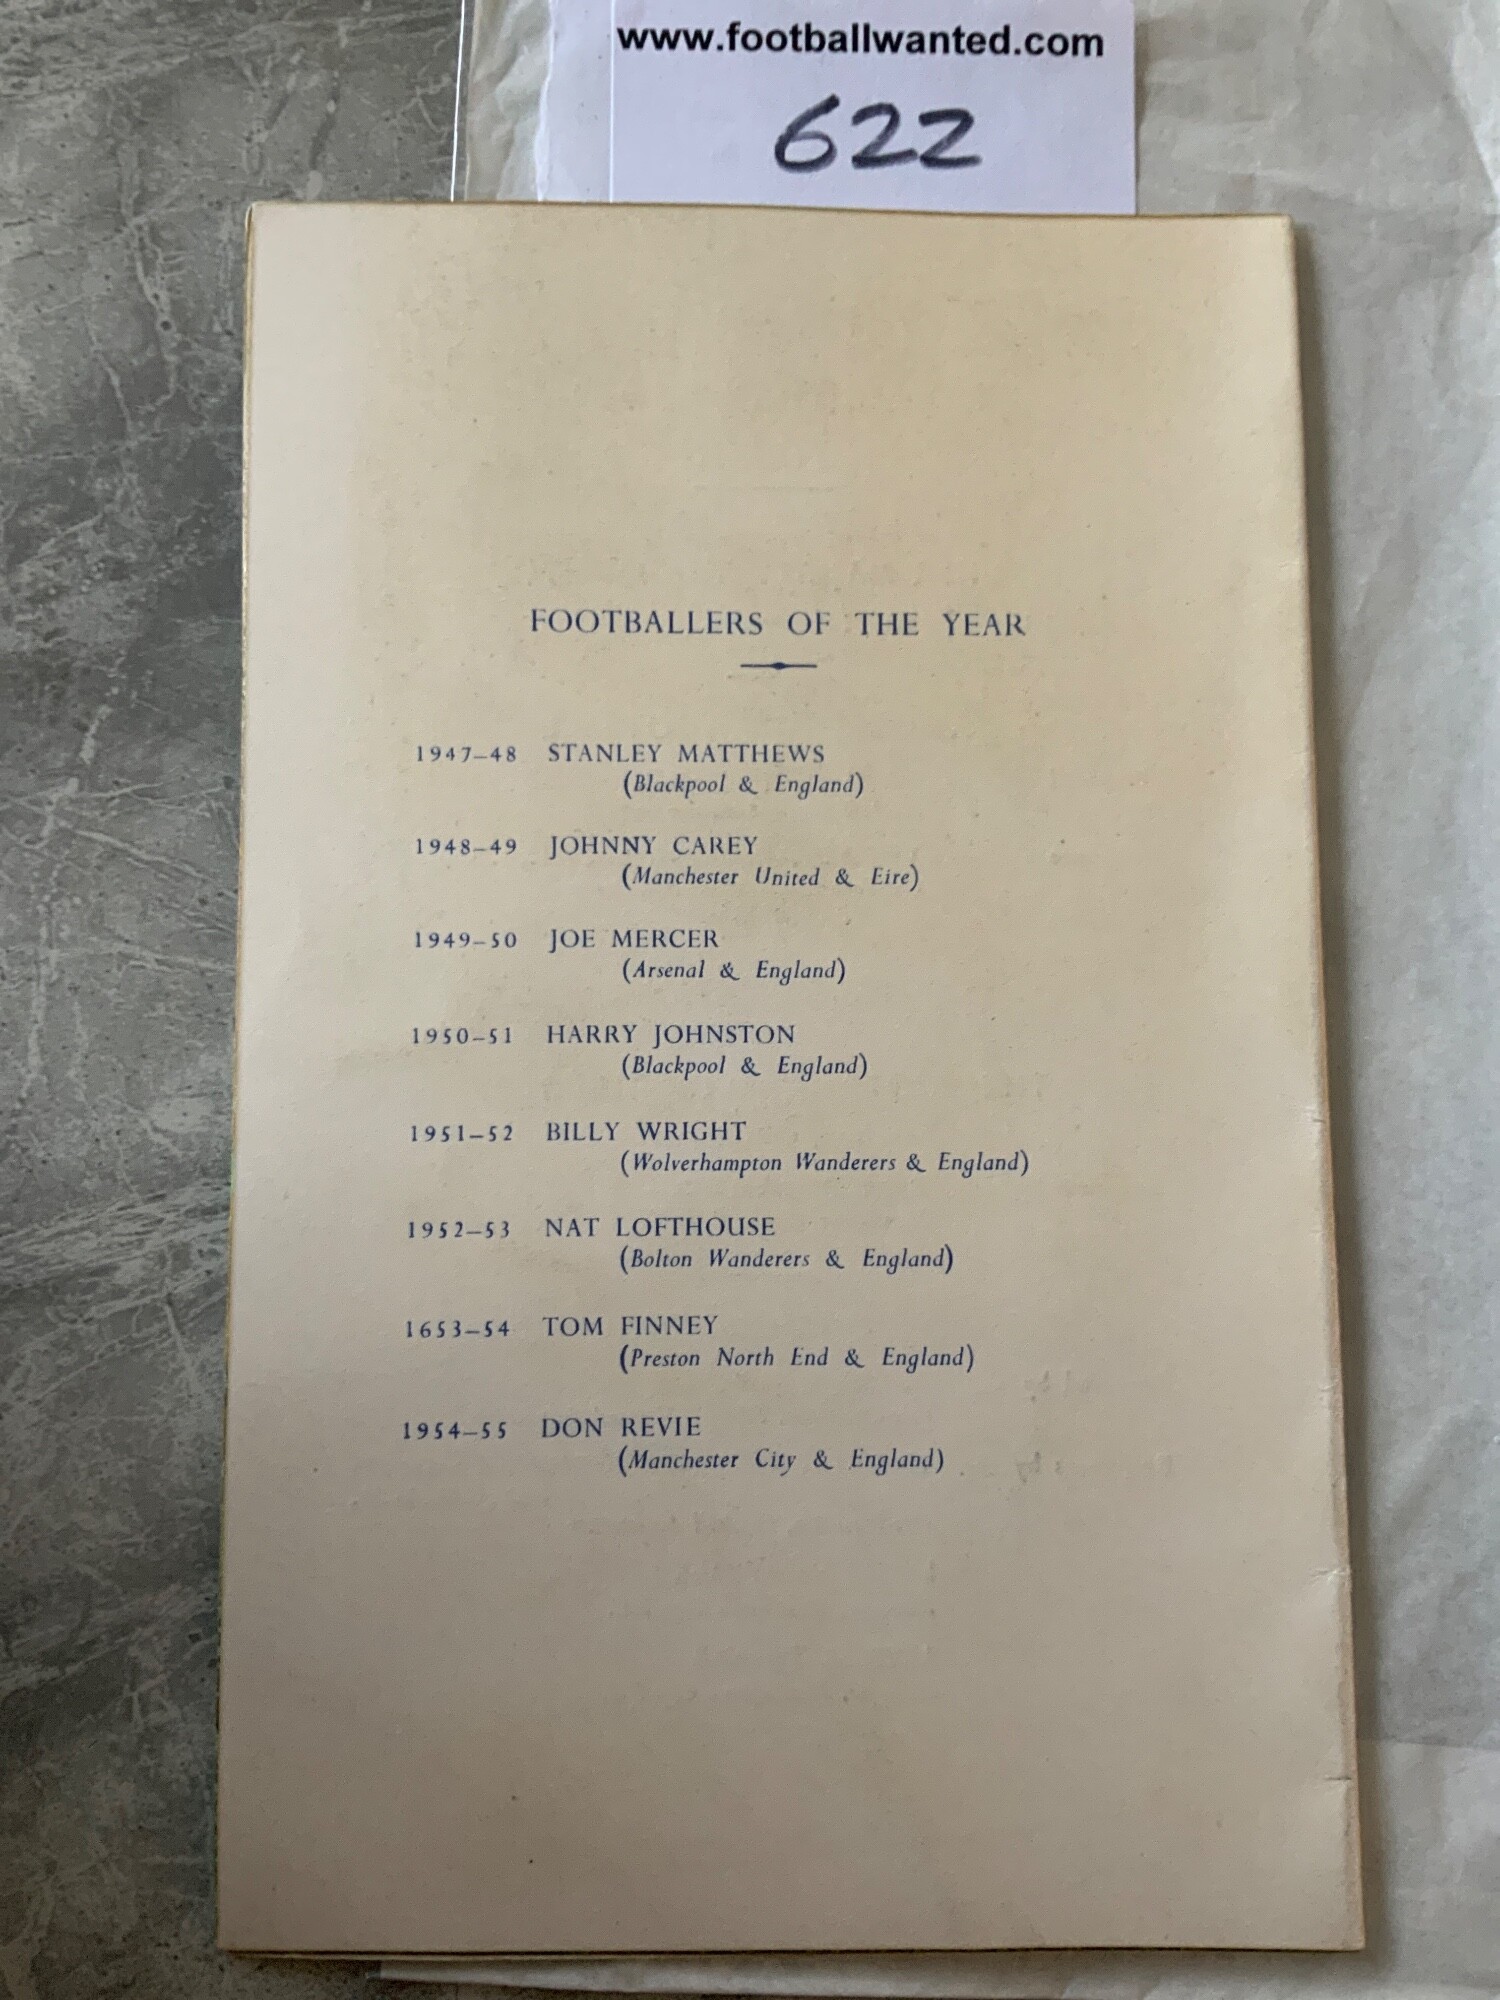 www.footballwanted.com
622
FOOTBALLERS OF THE YEAR
1947–48 STANLEY MATTHEWS
(Blackpool & England)
1948–49 JOHNNY CAREY
(Manchester United & Eire)
1949–50 JOE MERCER
(Arsenal & England)
1950–51 HARRY JOHNSTON
(Blackpool & England)
1951–52 BILLY WRIGHT
(Wolverhampton Wanderers & England)
1952–53 NAT LOFTHOUSE
(Bolton Wanderers & England)
1653–54 TOM FINNEY
(Preston North End & England)
1954–55 DON REVIE
(Manchester City & England)